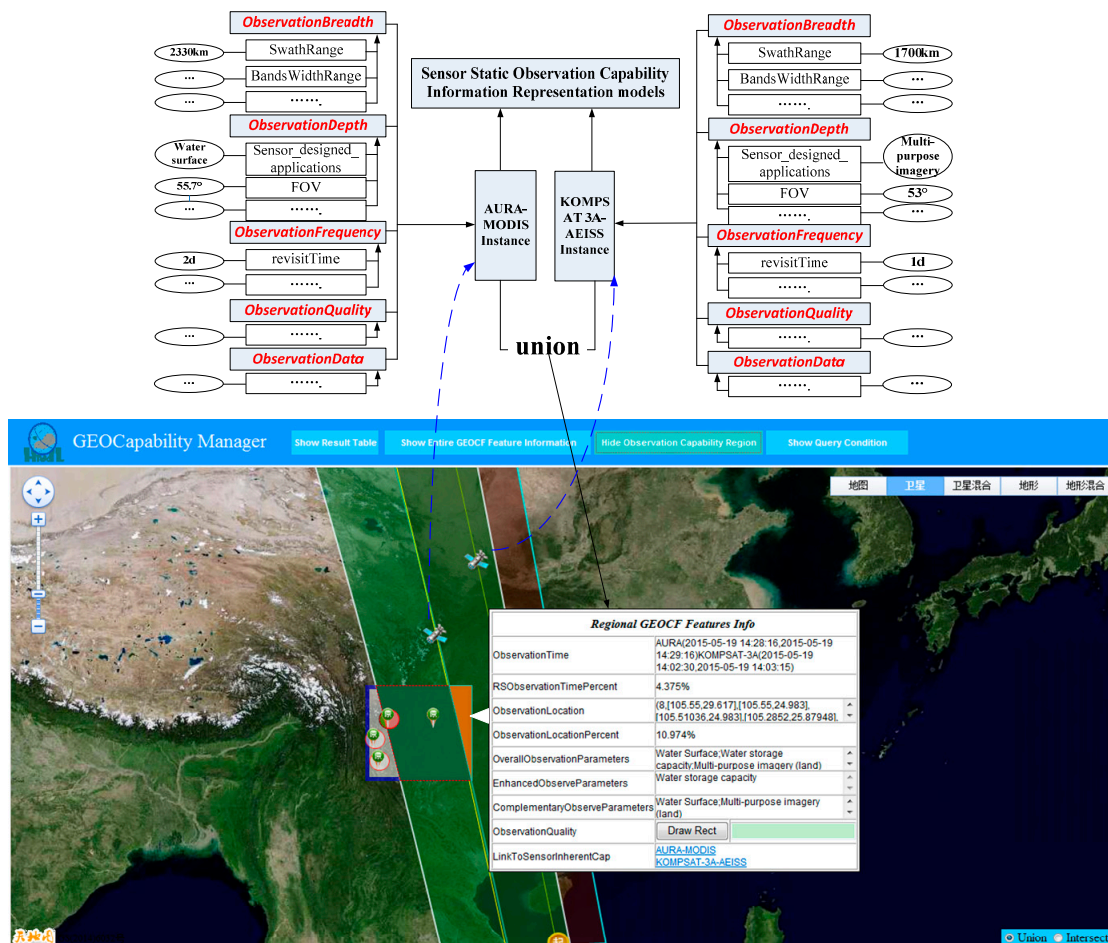 ObservationBreadth
2330km
SwathRange
...
BandsWidthRange
...
.......
ObservationDepth
Water
surface
Sensor_designed_
applications
55.7°
FOV
...
.......
ObservationFrequency
2d
revisitTime
...
.......
ObservationQuality
...
.......
ObservationData
...
.......
Sensor Static Observation Capability
Information Representation models
AURA-
MODIS
Instance
KOMPS
AT 3A-
AEISS
Instance
union
ObservationBreadth
SwathRange
1700km
BandsWidthRange
...
.......
...
ObservationDepth
Sensor_designed_
applications
Multi-
purpose
imagery
FOV
53°
.......
...
ObservationFrequency
revisitTime
1d
.......
...
ObservationQuality
.......
...
ObservationData
.......
...
GEOCapability Manager
Show Result Table
Show Entire GEOCF Feature Information
Hide Observation Capability Region
Show Query Condition
地图
卫星
卫星混合
地形
地形混合
Regional GEOCF Features Info
ObservationTime
AURA(2015-05-19 14:28:16,2015-05-19
14:29:16)KOMPSAT-3A(2015-05-19
14:02:30,2015-05-19 14:03:15)
RSObservationTimePercent
4.375%
ObservationLocation
(8,[105.55,29.617],[105.55,24.983],
[105.51036,24.983],[105.2852,25.87948],
ObservationLocationPercent
10.974%
OverallObservationParameters
Water Surface;Water storage
capacity;Multi-purpose imagery (land)
EnhancedObserveParameters
Water storage capacity
ComplementaryObserveParameters
Water Surface;Multi-purpose imagery
(land)
ObservationQuality
Draw Rect
LinkToSensorInherentCap
AURA-MODIS
KOMPSAT-3A-AEISS
天地图
Union
Intersect